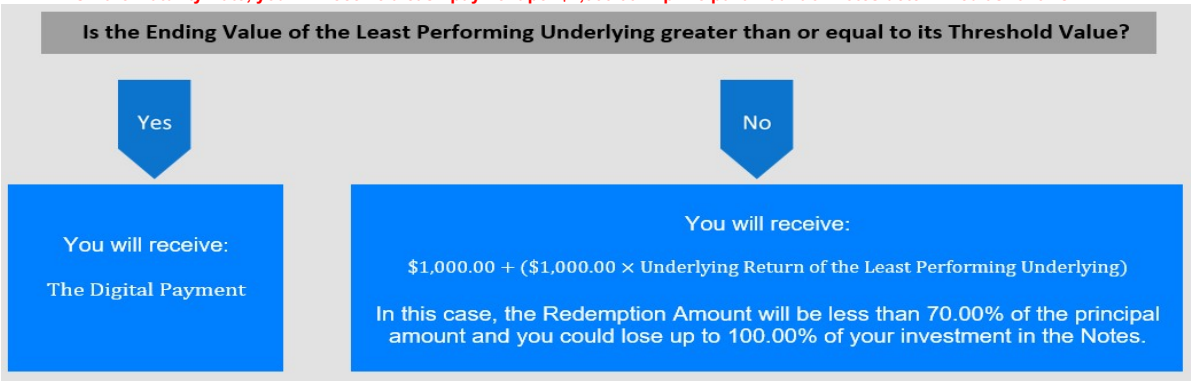 Is the Ending Value of the Least Performing Underlying greater than or equal to its Threshold Value?
Yes
No
You will receive:
The Digital Payment
You will receive:
$1,000.00 + ($1,000.00 × Underlying Return of the Least Performing Underlying)
In this case, the Redemption Amount will be less than 70.00% of the principal
amount and you could lose up to 100.00% of your investment in the Notes.